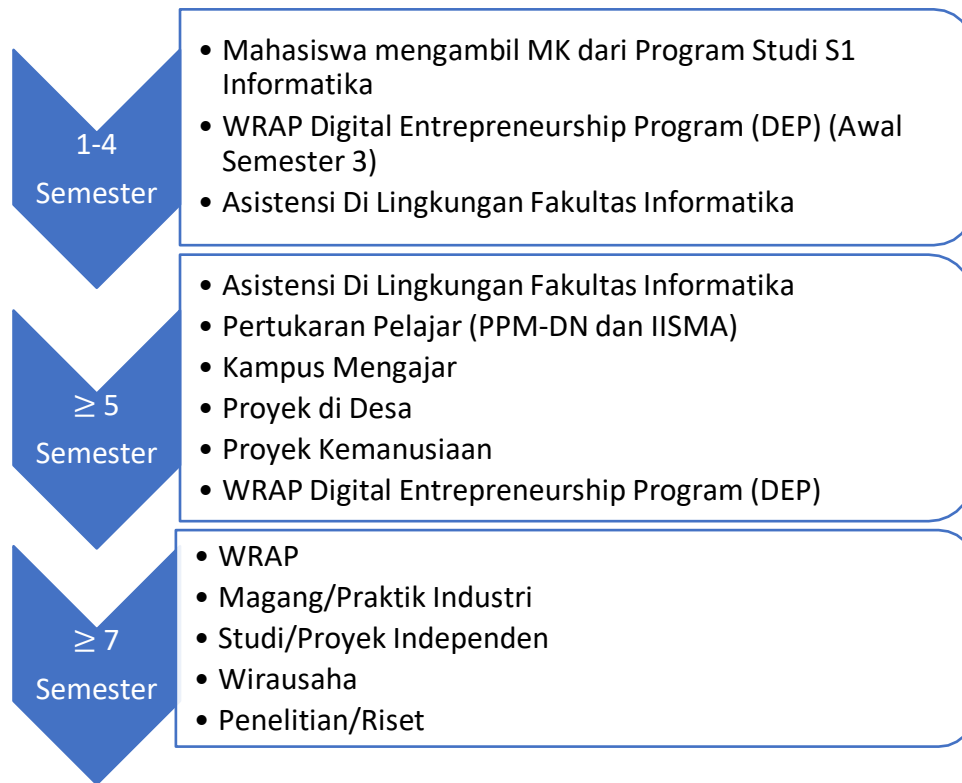 1-4
Semester
• Mahasiswa mengambil MK dari Program Studi S1
Informatika
• WRAP Digital Entrepreneurship Program (DEP) (Awal
Semester 3)
• Asistensi Di Lingkungan Fakultas Informatika
≥ 5
Semester
• Asistensi Di Lingkungan Fakultas Informatika
• Pertukaran Pelajar (PPM-DN dan IISMA)
• Kampus Mengajar
• Proyek di Desa
• Proyek Kemanusiaan
• WRAP Digital Entrepreneurship Program (DEP)
≥ 7
Semester
• WRAP
• Magang/Praktik Industri
• Studi/Proyek Independen
• Wirausaha
• Penelitian/Riset